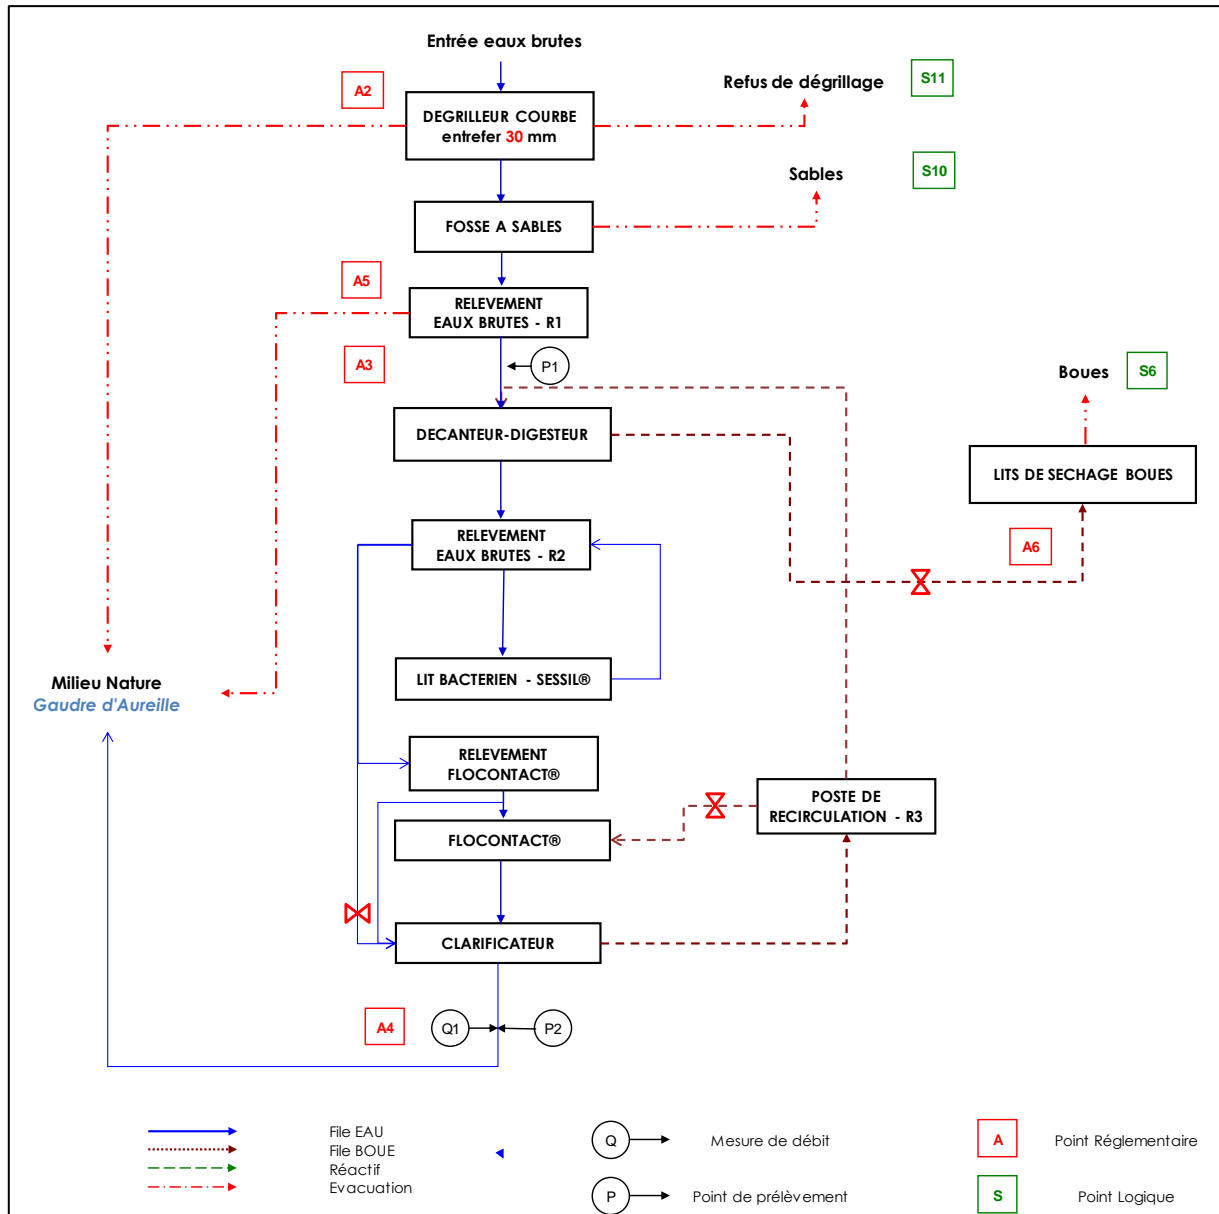 Entrée eaux brutes
A2
DEGRILLEUR COURBE
entrefer 30 mm
Refus de dégrillage
S11
Sables
S10
FOSSE A SABLES
A5
RELEVEMENT
EAUX BRUTES - R1
A3
P1
Boues
S6
DECANTEUR-DIGESTEUR
LITS DE SECHAGE BOUES
RELEVEMENT
EAUX BRUTES - R2
A6
LIT BACTERIEN - SESSIL®
Milieu Nature
Gaudre d'Aureille
RELEVEMENT
FLOCONTACT®
POSTE DE
RECIRCULATION - R3
FLOCONTACT®
CLARIFICATEUR
A4
Q1
P2
File EAU
File BOUE
Réactif
Evacuation
Q
Mesure de débit
P
Point de prélèvement
A
Point Réglementaire
S
Point Logique